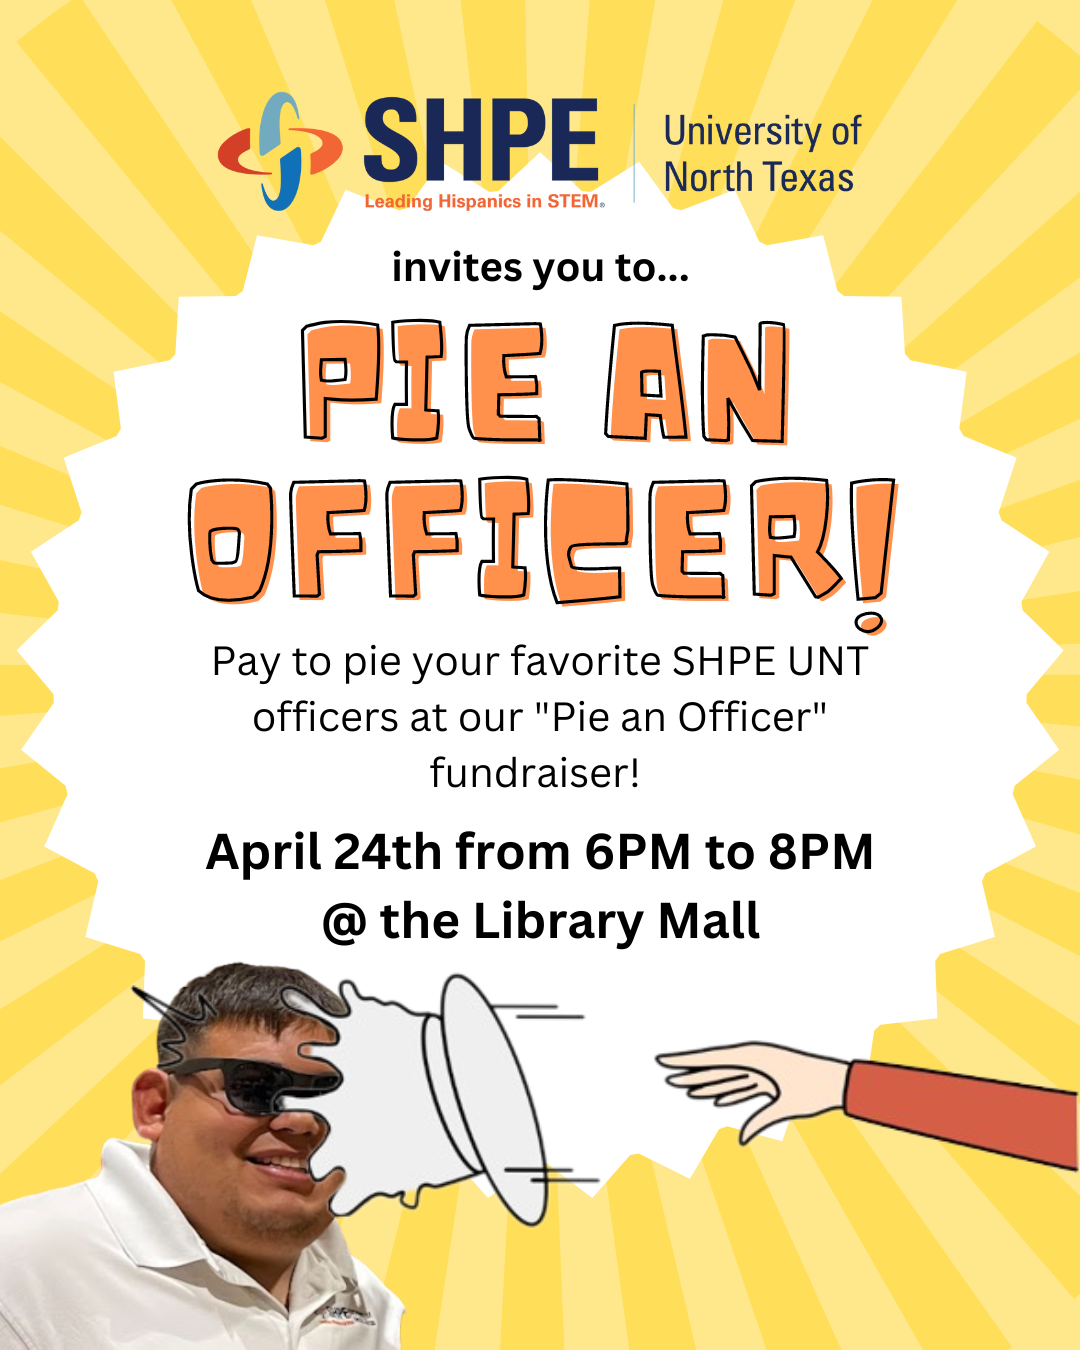 SHPE
Leading Hispanics in STEM®
University of
North Texas
invites you to...
PIE AN
OFFICER!
Pay to pie your favorite SHPE UNT
officers at our "Pie an Officer"
fundraiser!
April 24th from 6PM to 8PM
@ the Library Mall